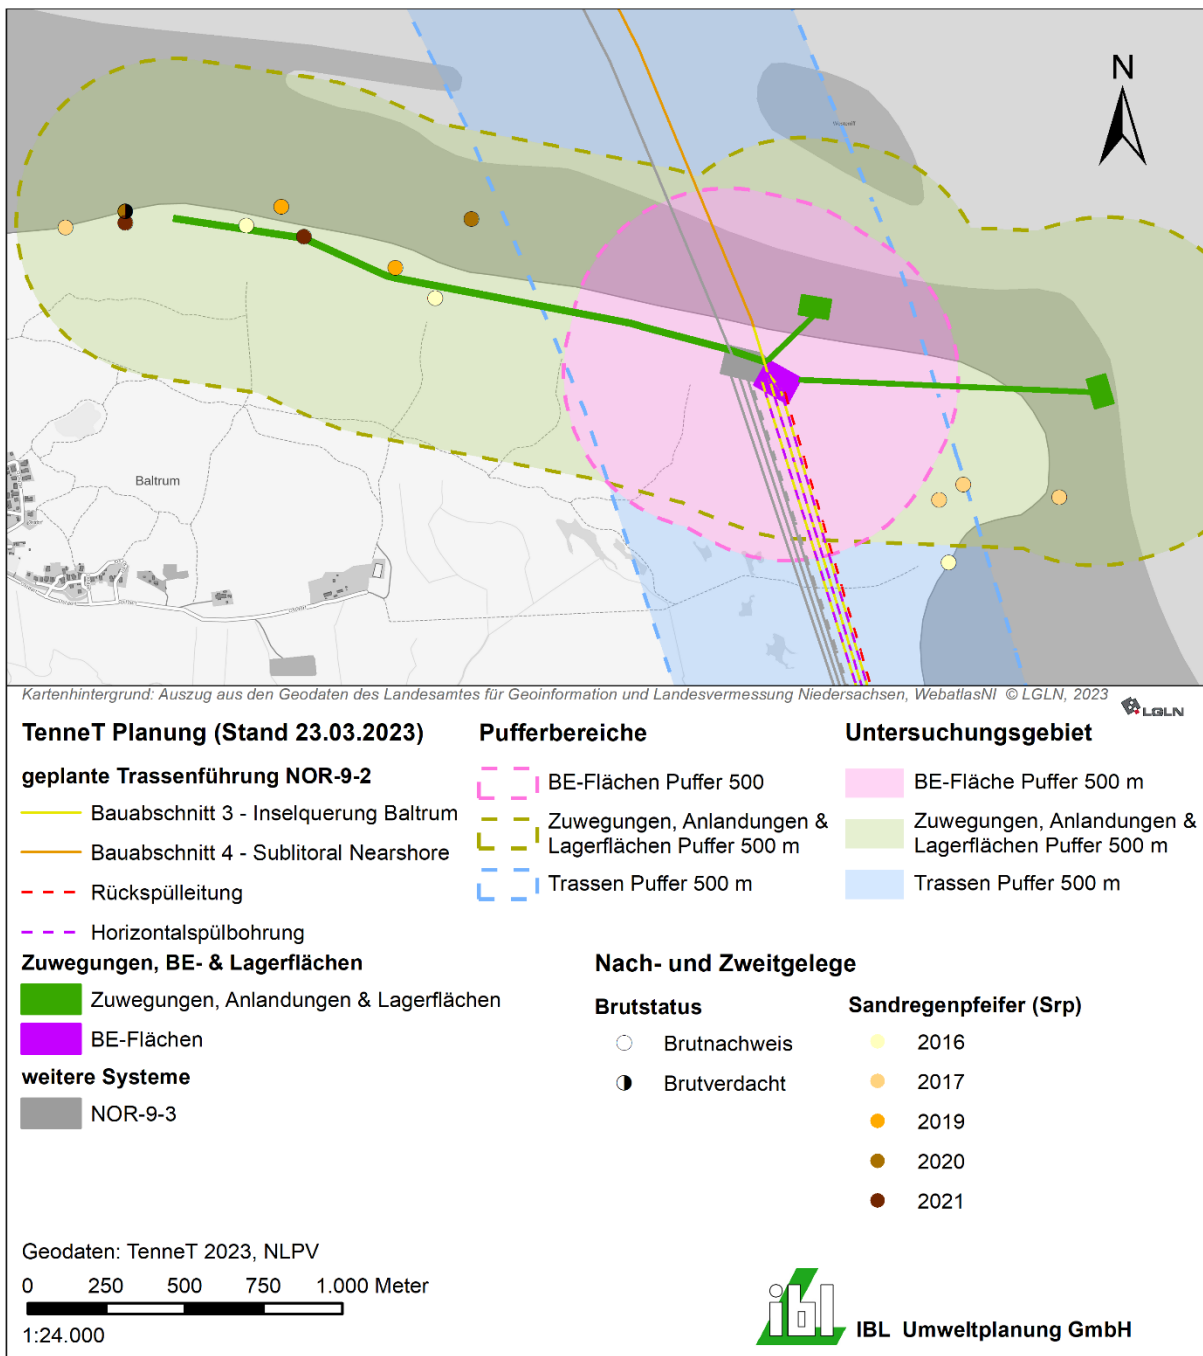 N
Baltrum
Kartenhintergrund: Auszug aus den Geodaten des Landesamtes für Geoinformation und Landesvermessung Niedersachsen, WebatlasNI © LGLN, 2023
LGLN
TenneT Planung (Stand 23.03.2023)
geplante Trassenführung NOR-9-2
Bauabschnitt 3 - Inselquerung Baltrum
Bauabschnitt 4 - Sublitoral Nearshore
Rückspülleitung
Horizontalspülbohrung
Zuwegungen, BE- & Lagerflächen
Zuwegungen, Anlandungen & Lagerflächen
BE-Flächen
weitere Systeme
NOR-9-3
Pufferbereiche
BE-Flächen Puffer 500
Zuwegungen, Anlandungen &
Lagerflächen Puffer 500 m
Trassen Puffer 500 m
Untersuchungsgebiet
BE-Fläche Puffer 500 m
Zuwegungen, Anlandungen &
Lagerflächen Puffer 500 m
Trassen Puffer 500 m
Nach- und Zweitgelege
Brutstatus
Brutnachweis
Brutverdacht
Sandregenpfeifer (Srp)
2016
2017
2019
2020
2021
Geodaten: TenneT 2023, NLPV
0 250 500 750 1.000 Meter
1:24.000
ibl
IBL Umweltplanung GmbH